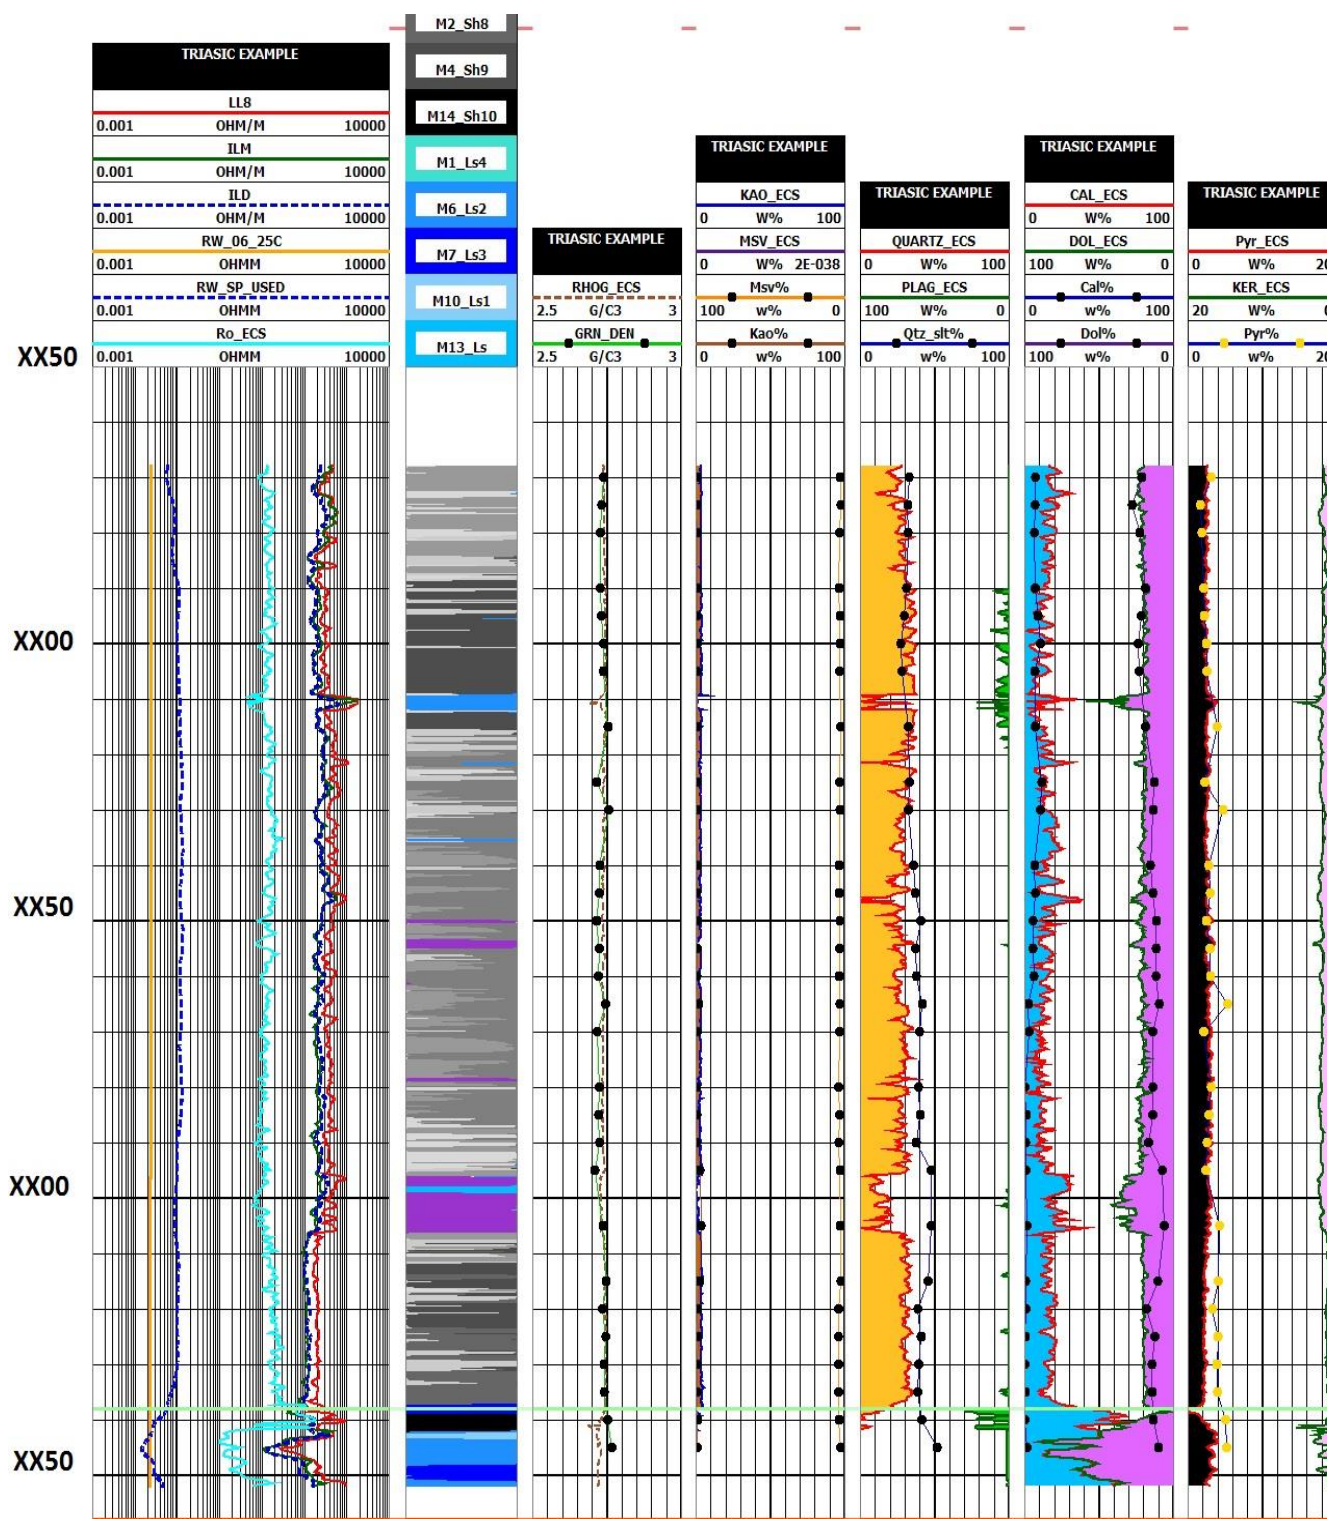 TRIASIC EXAMPLE
LL8
0.001 OHM/M 10000
ILM
0.001 OHM/M 10000
ILD
0.001 OHM/M 10000
RW_06_25C
0.001 OHMM 10000
RW_SP_USED
0.001 OHMM 10000
Ro_ECS
0.001 OHMM 10000
M2_Sh8
M4_Sh9
M14_Sh10
M1_Ls4
M6_Ls2
M7_Ls3
M10_Ls1
M13_Ls
TRIASIC EXAMPLE
RHOG_ECS
2.5 G/C3 3
GRN_DEN
2.5 G/C3 3
TRIASIC EXAMPLE
KAO_ECS
0 W% 100
MSV_ECS
0 W% 2E-038
Msv%
100 w% 0
Kao%
0 w% 100
TRIASIC EXAMPLE
QUARTZ_ECS
0 W% 100
PLAG_ECS
100 W% 0
Qtz_slt%
0 W% 100
TRIASIC EXAMPLE
CAL_ECS
0 W% 100
DOL_ECS
100 W% 0
Cal%
0 w% 100
Dol%
100 w% 0
TRIASIC EXAMPLE
Pyr_ECS
0 W% 20
KER_ECS
20 W% 0
Pyr%
0 W% 20
XX50
XX00
XX50
XX00
XX50